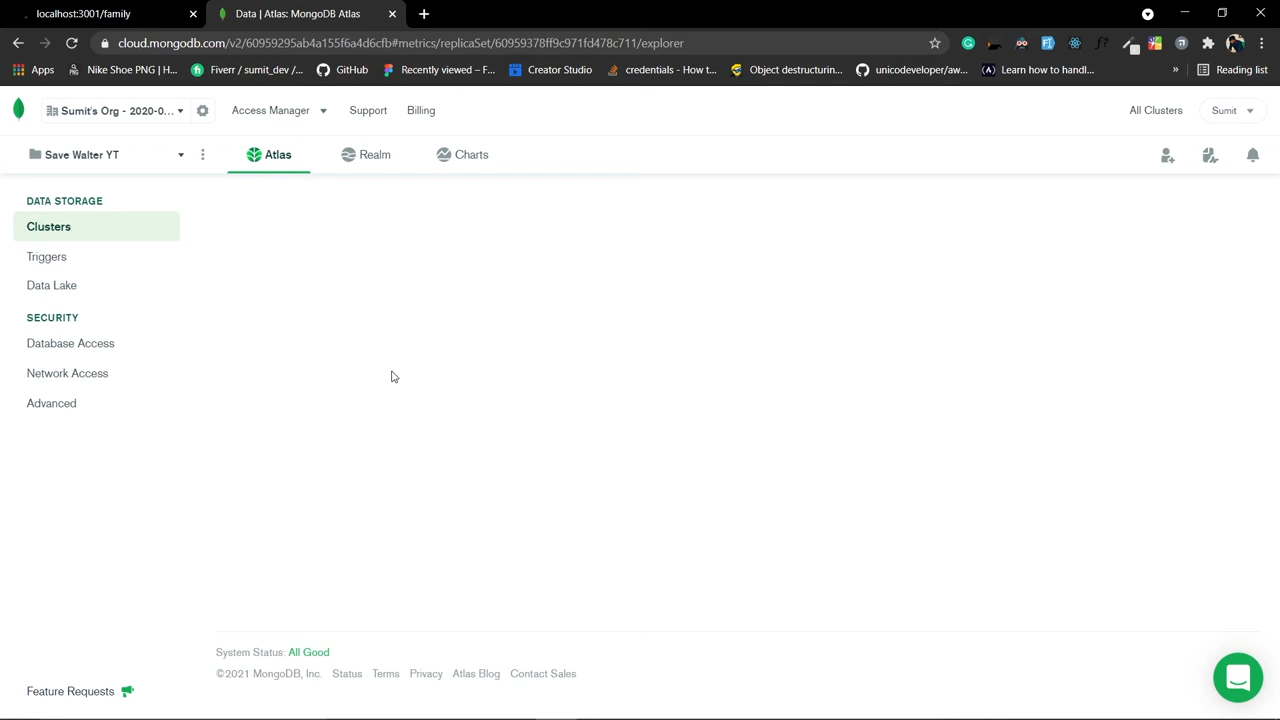 localhost:3001/family
Data | Atlas: MongoDB Atlas
cloud.mongodb.com/v2/60959295ab4a155f6a4d6cfb#metrics/replicaSet/60959378ff9c971fd478c711/explorer
Apps
Nike Shoe PNG | H...
Fiverr / sumit_dev /...
GitHub
Recently viewed – F...
Creator Studio
credentials - How t...
Object destructurin...
unicodeveloper/aw...
Learn how to handl...
»
Reading list
Sumit's Org - 2020-0...
Access Manager
Support
Billing
All Clusters
Sumit
Save Walter YT
Atlas
Realm
Charts
DATA STORAGE
Clusters
Triggers
Data Lake
SECURITY
Database Access
Network Access
Advanced
System Status: All Good
©2021 MongoDB, Inc. Status Terms Privacy Atlas Blog Contact Sales
Feature Requests